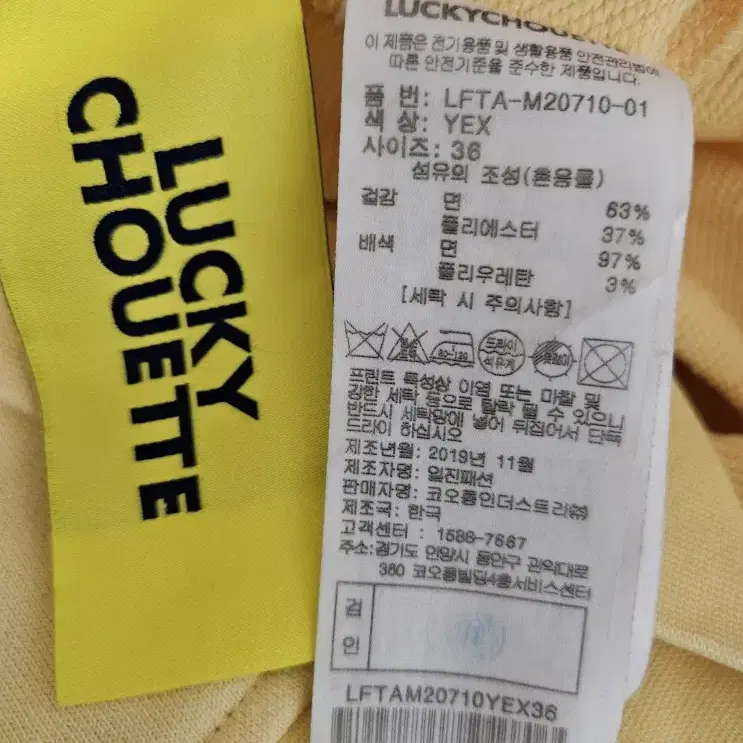 LUCKY
CHOUETTE
LUCKYCHOUETTE
이 제품은 전기용품 및 생활용품 안전관리법에
따른 안전기준을 준수한 제품입니다.
품 번: LFTA-M20710-01
색 상: YEX
사이즈: 36
섬유의 조성(혼용률)
겉감 면 63%
폴리에스터 37%
배색 면 97%
폴리우레탄 3%
[세탁 시 주의사항]
80~120
드라이
석유계
프린트 특성상 이염 또는 마찰 및
강한 세탁 등으로 탈락 될 수 있으니
반드시 세탁망에 넣어 뒤집어서 단독
드라이 하십시오
제조년월: 2019년 11월
제조자명: 일진패션
판매자명: 코오롱인더스트리㈜
제조국: 한국
고객센터 : 1588-7667
주소:경기도 안양시 동안구 관악대로
360 코오롱빌딩4층서비스센터
검
인
LFTAM20710YEX36